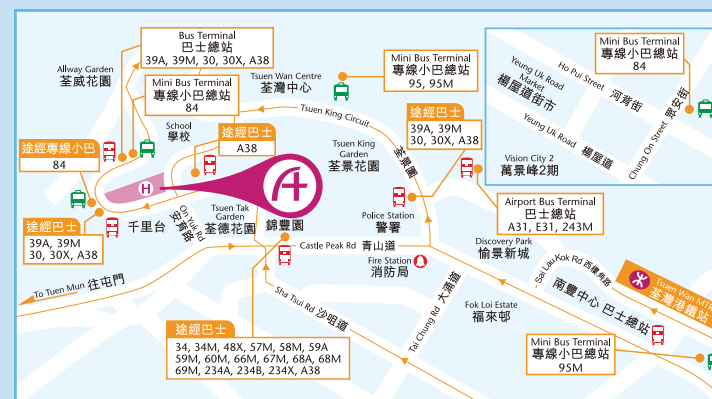 Bus Terminal
巴士總站
39A, 39M, 30, 30X, A38
Allway Garden
荃威花園
Mini Bus Terminal
專線小巴總站
84
School
學校
途經專線小巴
84
途經巴士
A38
Tsuen Wan Centre
荃灣中心
Mini Bus Terminal
專線小巴總站
95, 95M
Tsuen King Circuit
荃景圍
Tsuen King
Garden
荃景花園
途經巴士
39A, 39M
30, 30X, A38
Yeung Uk Road
Market
楊屋道街市
Ho Pui Street 河背街
Yeung Uk Road 楊屋道
Chung On Street 眾安街
Mini Bus Terminal
專線小巴總站
84
Vision City 2
萬景峰2期
H
途經巴士
39A, 39M
30, 30X, A38
千里台
On Yuk Rd
安育路
Tsuen Tak
Garden
荃德花園
錦豐園
Police Station
警署
Airport Bus Terminal
巴士總站
A31, E31, 243M
Castle Peak Rd 青山道
Fire Station
消防局
Discovery Park
愉景新城
Sai Lau Kok Rd 西樓角路
Tsuen Wan MTR
荃灣港鐵站
南豐中心 巴士總站
To Tuen Mun 往屯門
Sha Tsui Rd 沙咀道
Tai Chung Rd 大涌道
Fok Loi Estate
福來邨
途經巴士
34, 34M, 48X, 57M, 58M, 59A
59M, 60M, 66M, 67M, 68A, 68M
69M, 234A, 234B, 234X, A38
Mini Bus Terminal
專線小巴總站
95M